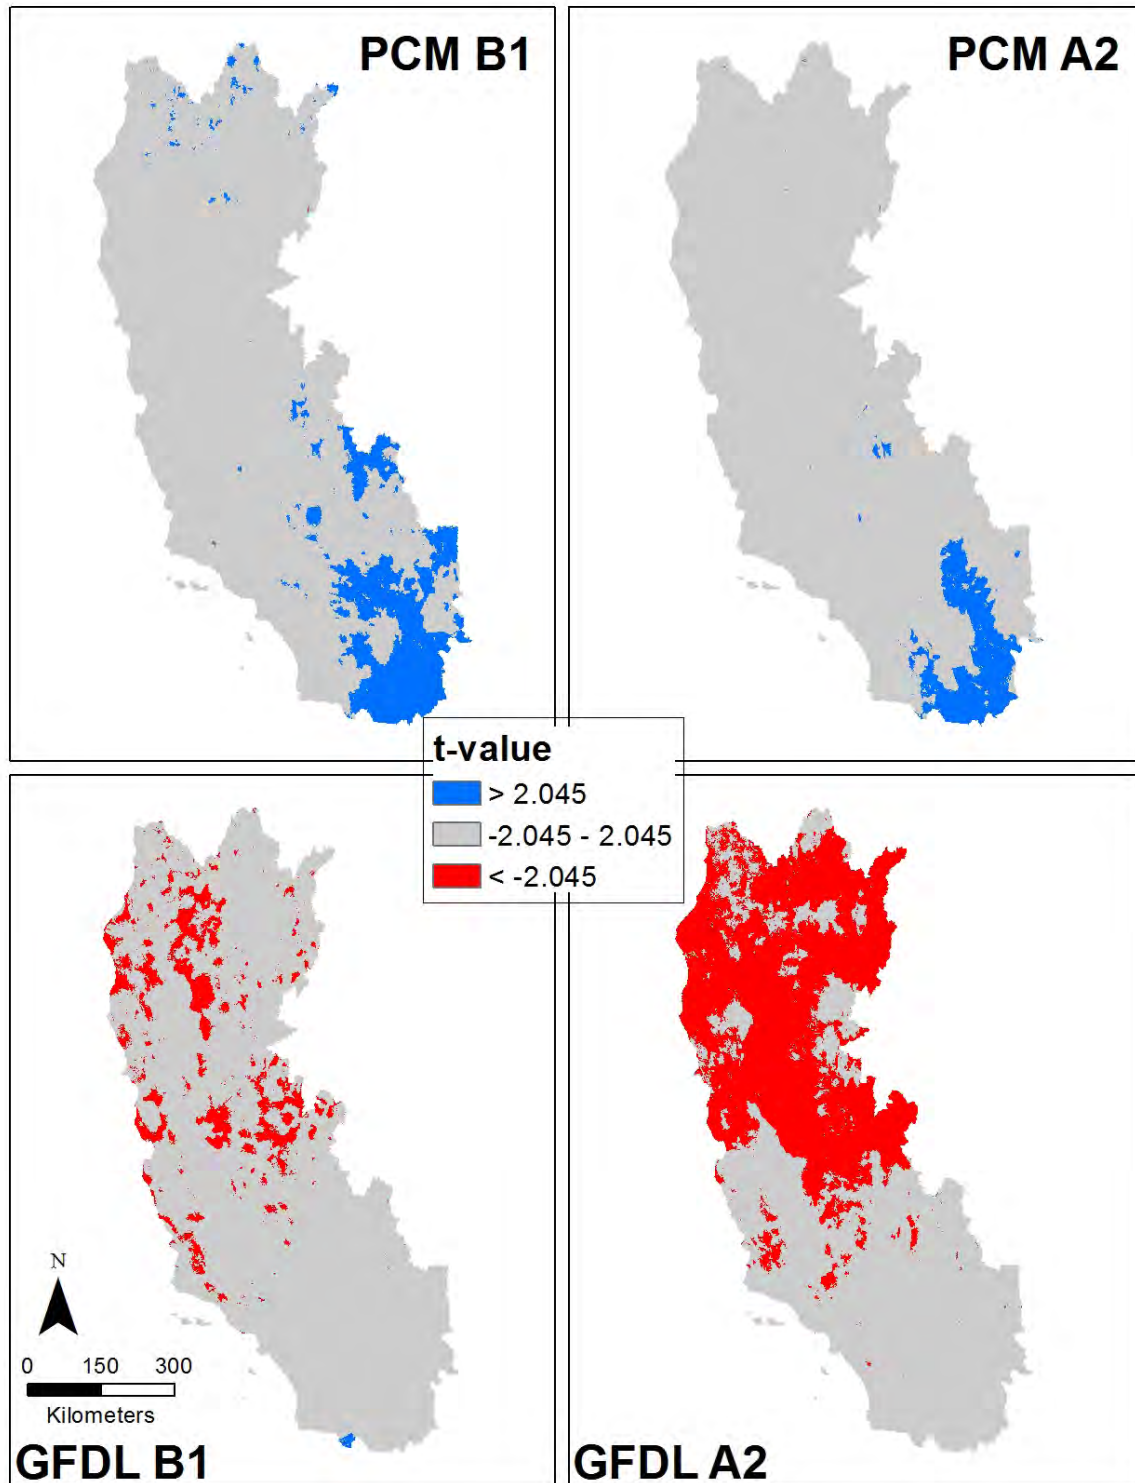 PCM B1
PCM A2
t-value
> 2.045
-2.045 - 2.045
< -2.045
N
0 150 300
Kilometers
GFDL B1
GFDL A2